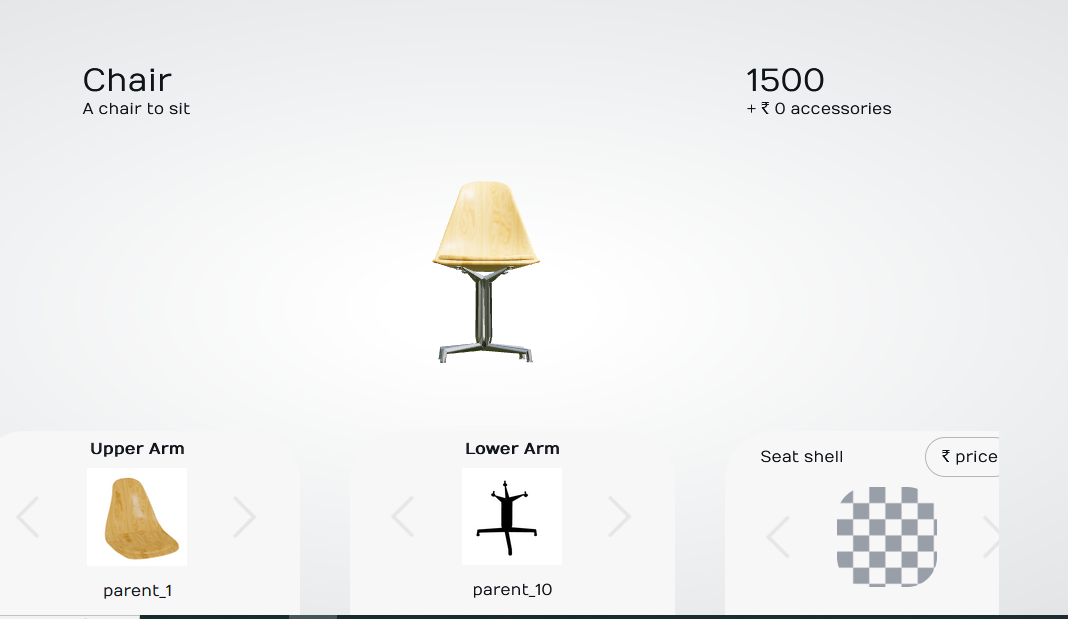 Chair
A chair to sit
1500
+ ₹ 0 accessories
Upper Arm
parent_1
Lower Arm
parent_10
Seat shell
₹ price